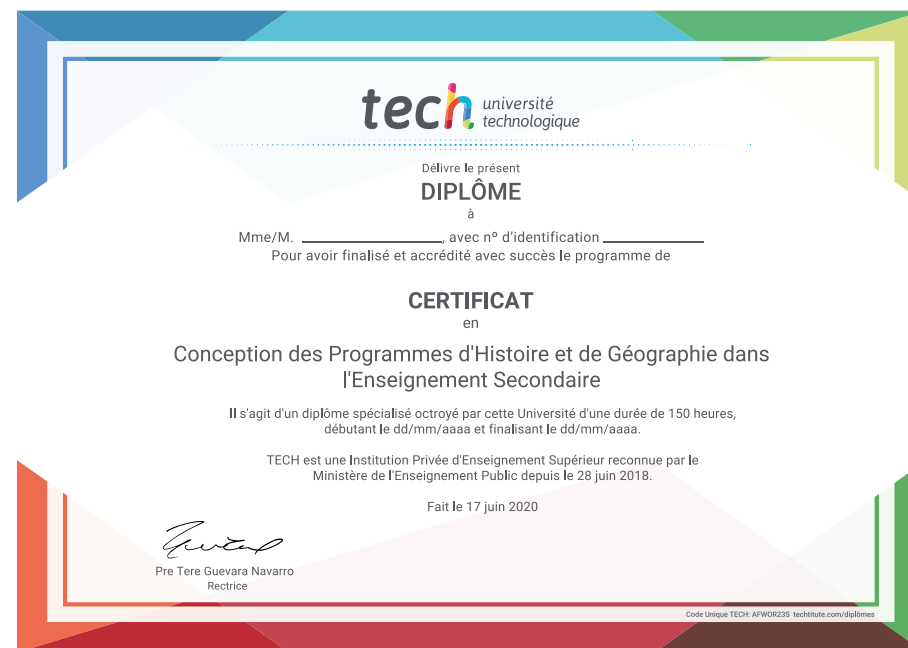 tech université
technologique
Délivre le présent
DIPLÔME
à
Mme/M. ____________________, avec nº d'identification ______________
Pour avoir finalisé et accrédité avec succès le programme de
CERTIFICAT
en
Conception des Programmes d'Histoire et de Géographie dans
l'Enseignement Secondaire
Il s'agit d'un diplôme spécialisé octroyé par cette Université d'une durée de 150 heures,
débutant le dd/mm/aaaa et finalisant le dd/mm/aaaa.
TECH est une Institution Privée d'Enseignement Supérieur reconnue par le
Ministère de l'Enseignement Public depuis le 28 juin 2018.
Fait le 17 juin 2020
Pre Tere Guevara Navarro
Rectrice
Code Unique TECH: AFWOR23S techtitute.com/diplômes